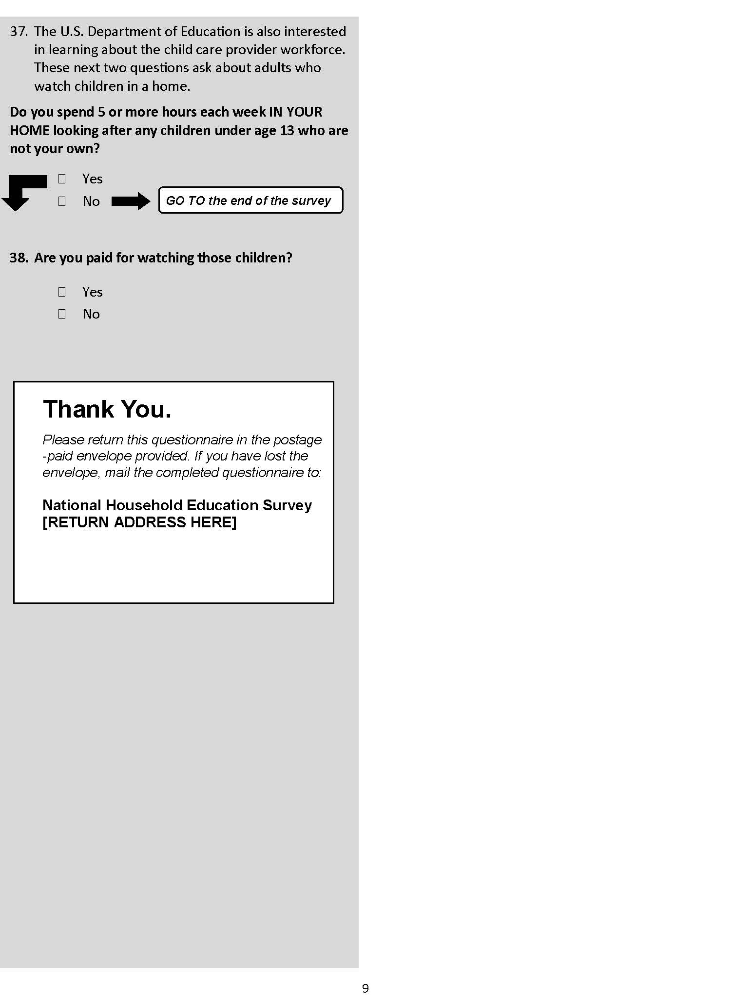 37. The U.S. Department of Education is also interested
in learning about the child care provider workforce.
These next two questions ask about adults who
watch children in a home.
Do you spend 5 or more hours each week IN YOUR
HOME looking after any children under age 13 who are
not your own?
Yes
No GO TO the end of the survey
38. Are you paid for watching those children?
Yes
No
Thank You.
Please return this questionnaire in the postage
-paid envelope provided. If you have lost the
envelope, mail the completed questionnaire to:
National Household Education Survey
[RETURN ADDRESS HERE]
9